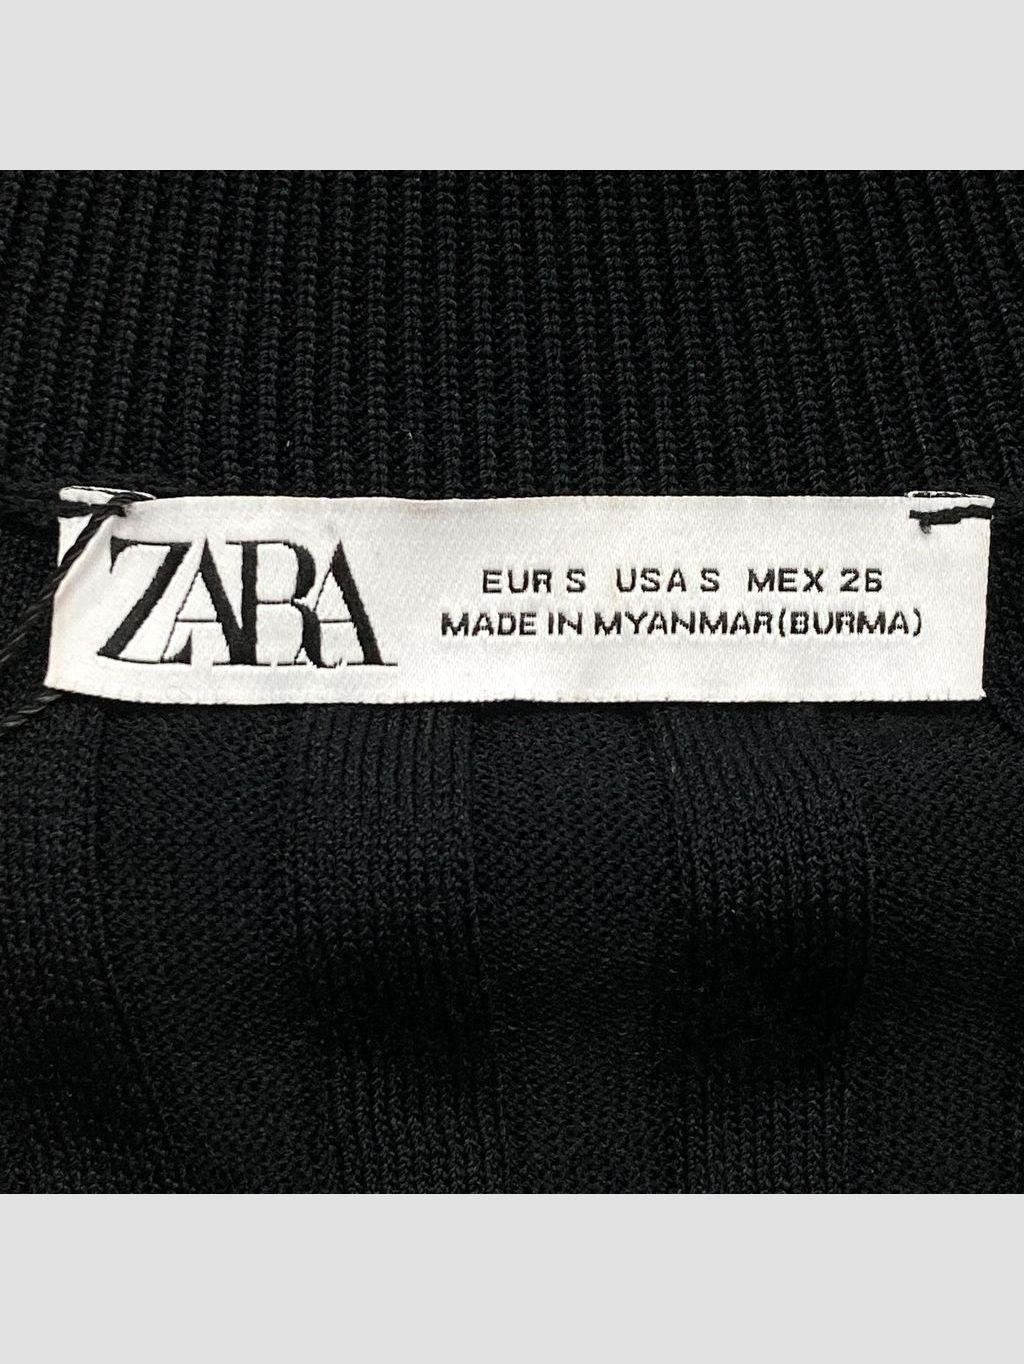 ZARA
EUR S USA S MEX 26
MADE IN MYANMAR(BURMA)